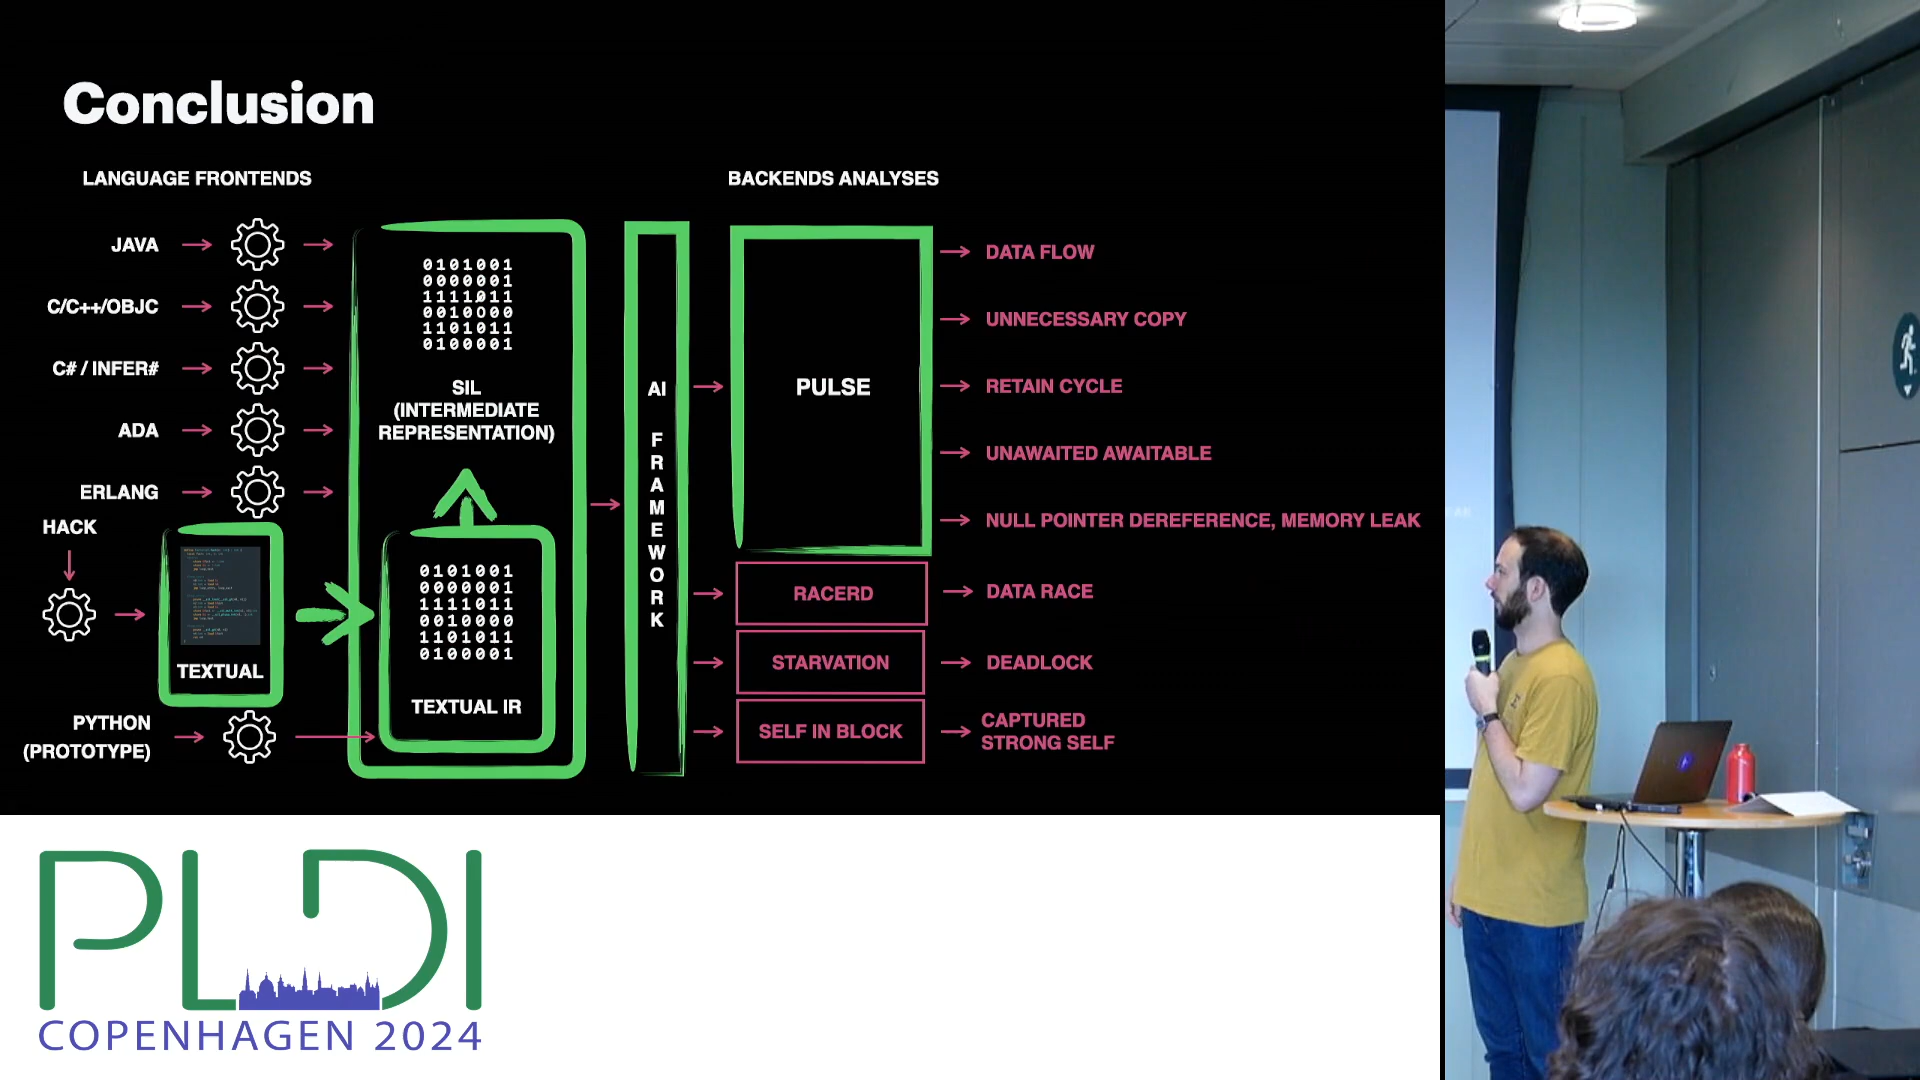 Conclusion
LANGUAGE FRONTENDS
BACKENDS ANALYSES
JAVA
C/C++/OBJC
C# / INFER#
ADA
ERLANG
HACK
TEXTUAL
PYTHON
(PROTOTYPE)
0101001
0000001
1111011
0010000
1101011
0100001
SIL
(INTERMEDIATE
REPRESENTATION)
0101001
0000001
1111011
0010000
1101011
0100001
TEXTUAL IR
AI
FRAMEWORK
PULSE
RACERD
STARVATION
SELF IN BLOCK
DATA FLOW
UNNECESSARY COPY
RETAIN CYCLE
UNAWAITED AWAITABLE
NULL POINTER DEREFERENCE, MEMORY LEAK
DATA RACE
DEADLOCK
CAPTURED
STRONG SELF
PLDI
COPENHAGEN 2024